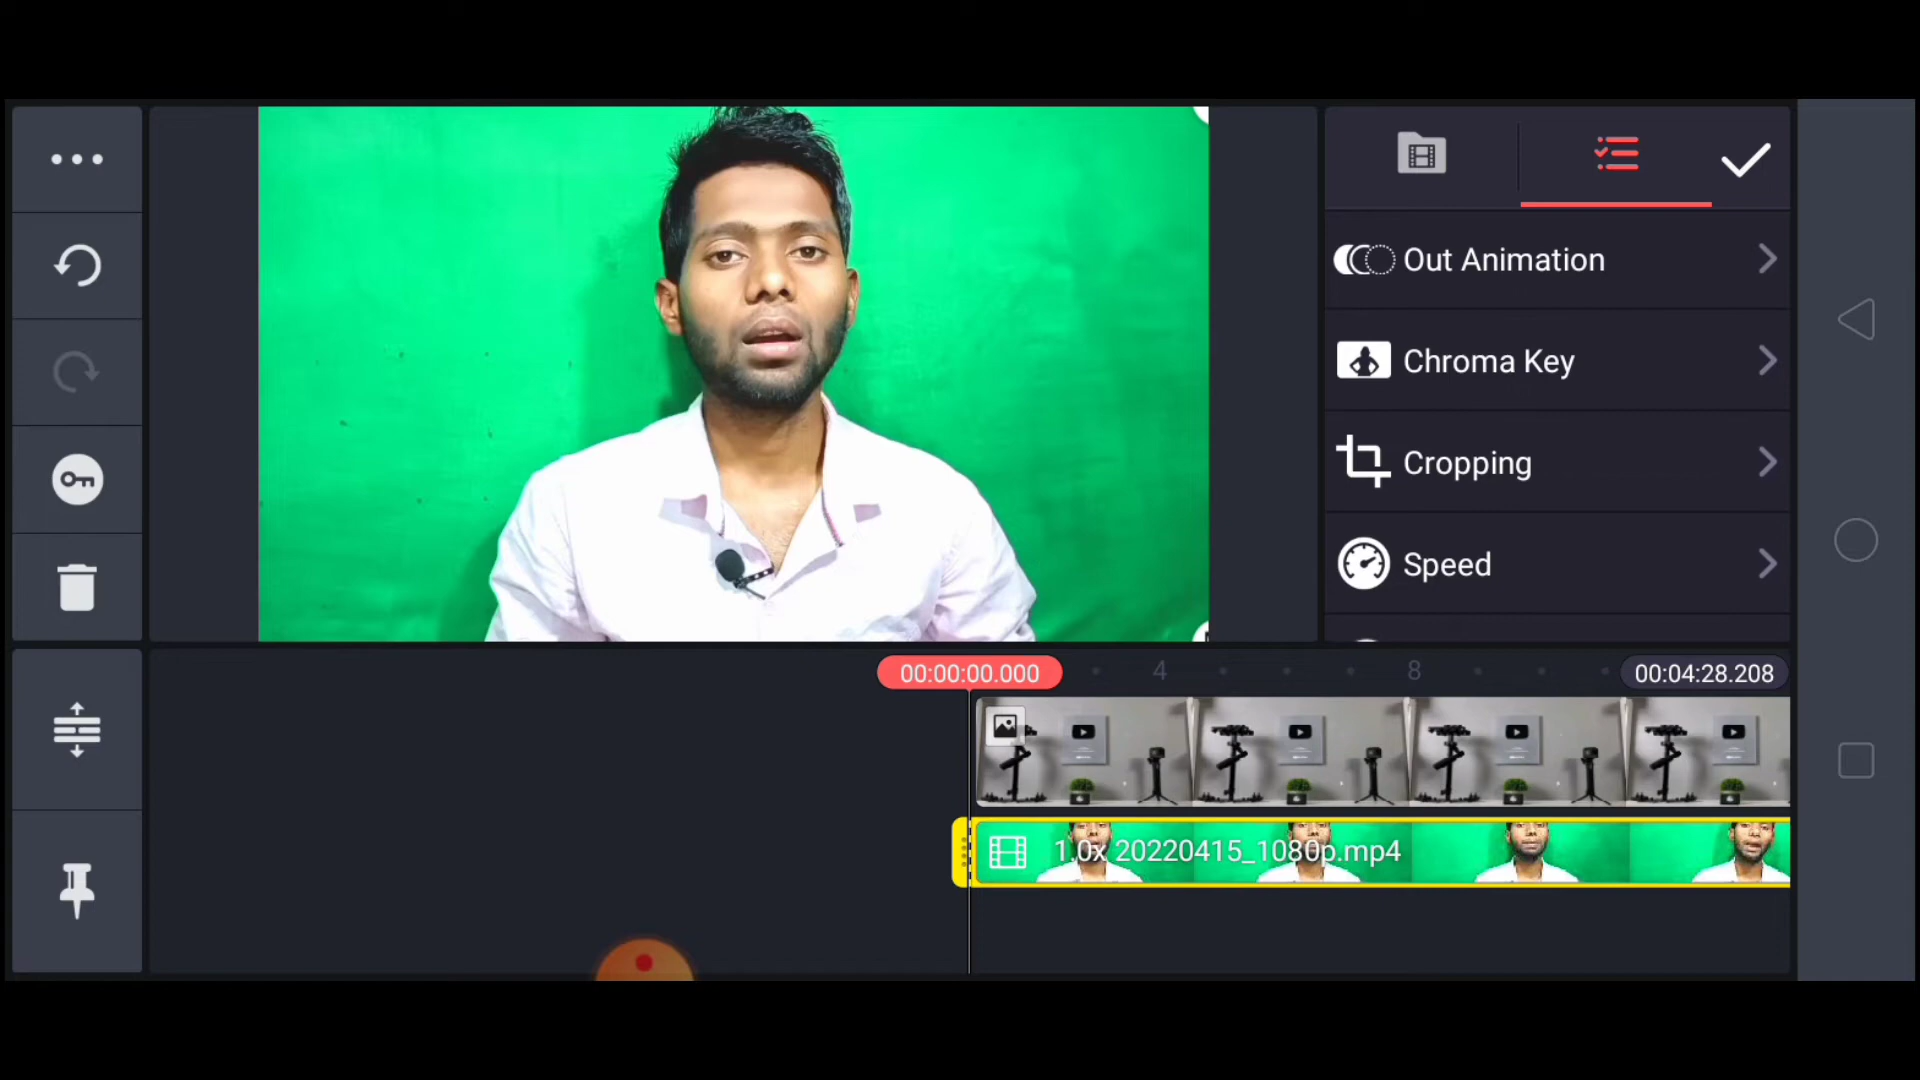 Out Animation
Chroma Key
Cropping
Speed
00:00:00.000
4
8
00:04:28.208
1.0x 20220415_1080p.mp4